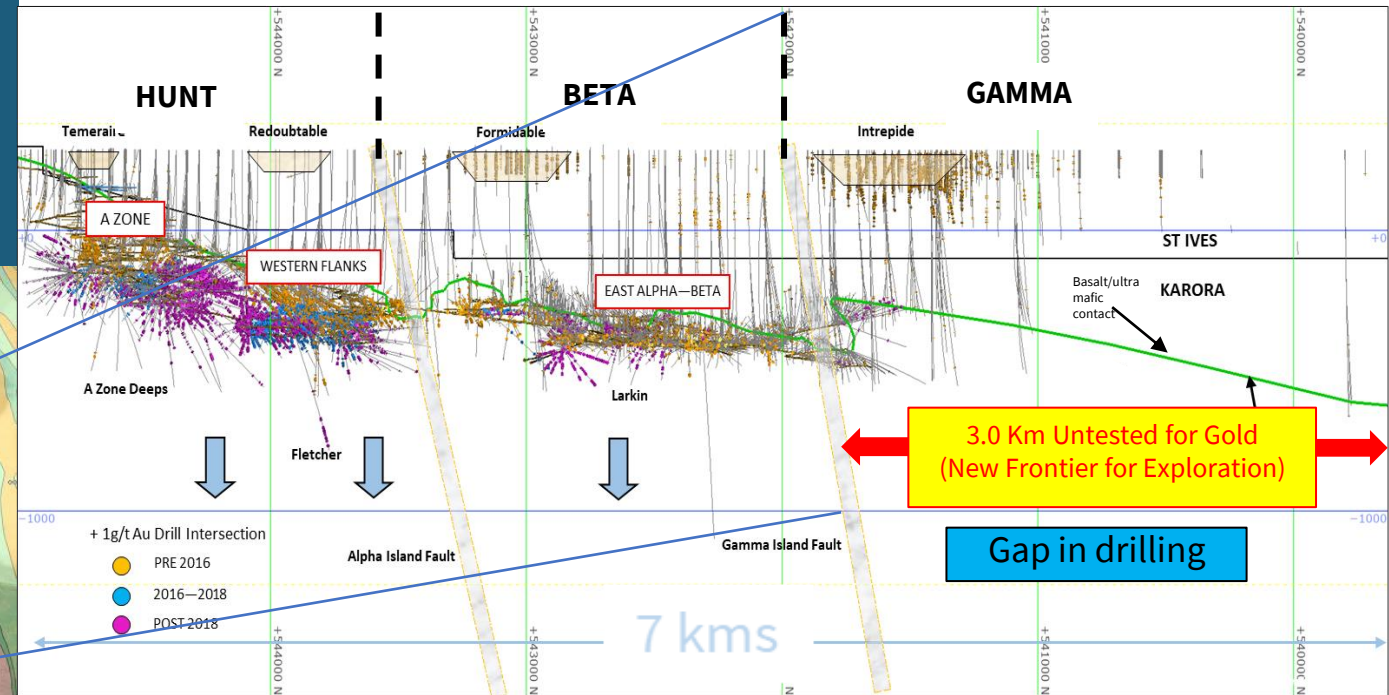 +544000 N
+543000 N
+542000 N
+541000
+540000 N
HUNT
BETA
GAMMA
Redoubtable
Formidable
Intrepide
A ZONE
WESTERN FLANKS
EAST ALPHA—BETA
+0
+0
ST IVES
KARORA
Basalt/ultra
mafic
contact
A Zone Deeps
Larkin
Fletcher
3.0 Km Untested for Gold
(New Frontier for Exploration)
−1000
−1000
+ 1g/t Au Drill Intersection
PRE 2016
2016—2018
POST 2018
Alpha Island Fault
Gamma Island Fault
Gap in drilling
7 kms
+544000 N
+543000 N
N
+541000 N
N